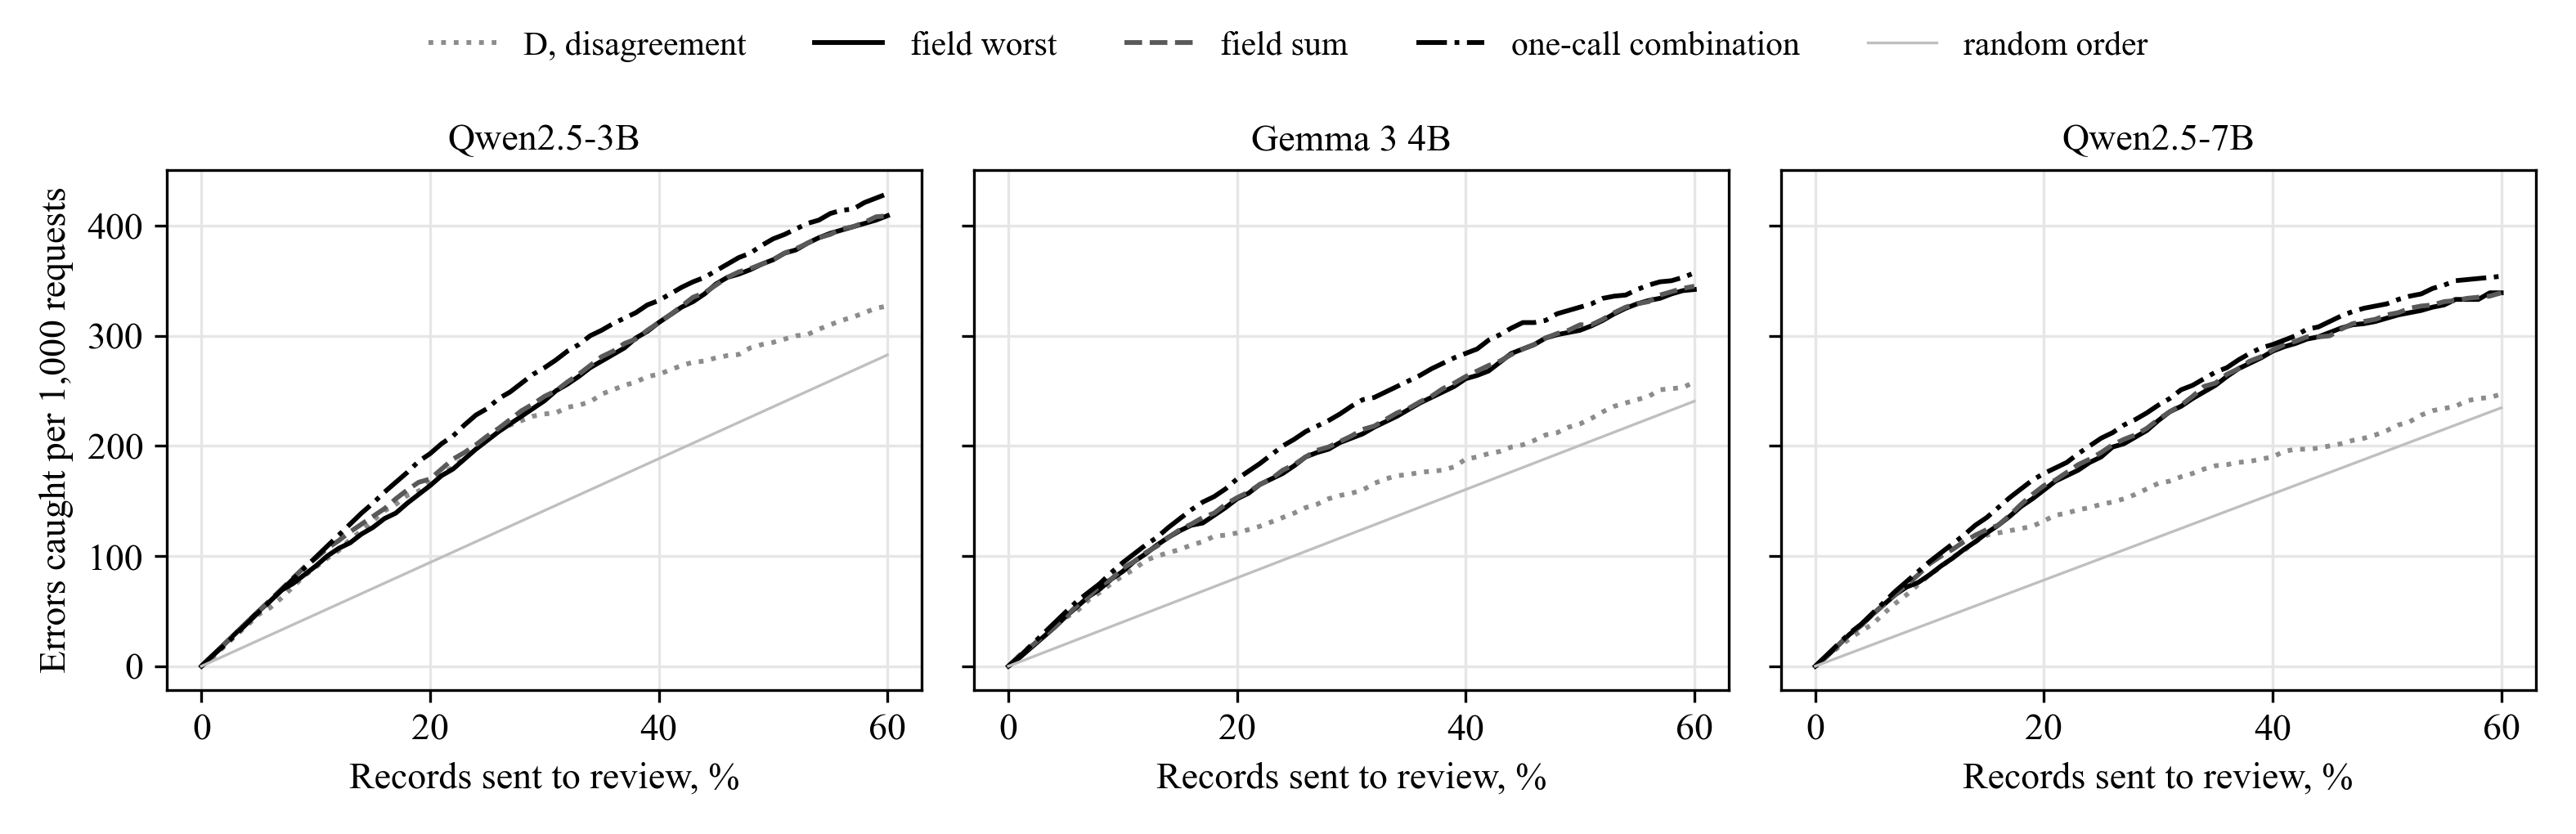 D, disagreement field worst field sum one-call combination random order
Qwen2.5-3B Gemma 3 4B Qwen2.5-7B
Errors caught per 1,000 requests
400
300
200
100
0
0 20 40 60 0 20 40 60 0 20 40 60
Records sent to review, % Records sent to review, % Records sent to review, %